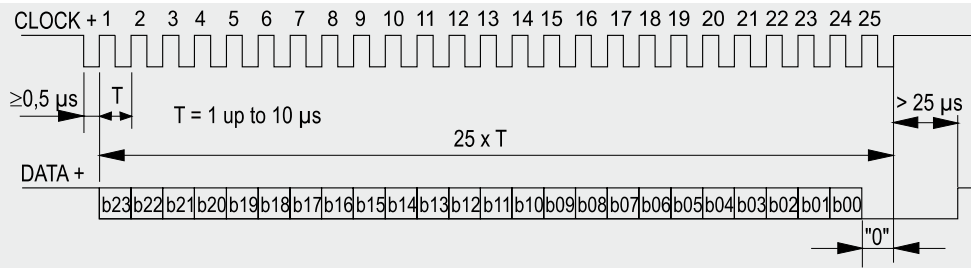 CLOCK + 1 2 3 4 5 6 7 8 9 10 11 12 13 14 15 16 17 18 19 20 21 22 23 24 25
≥0,5 µs
T
T = 1 up to 10 µs
> 25 µs
25 x T
DATA +
b23 b22 b21 b20 b19 b18 b17 b16 b15 b14 b13 b12 b11 b10 b09 b08 b07 b06 b05 b04 b03 b02 b01 b00
"0"